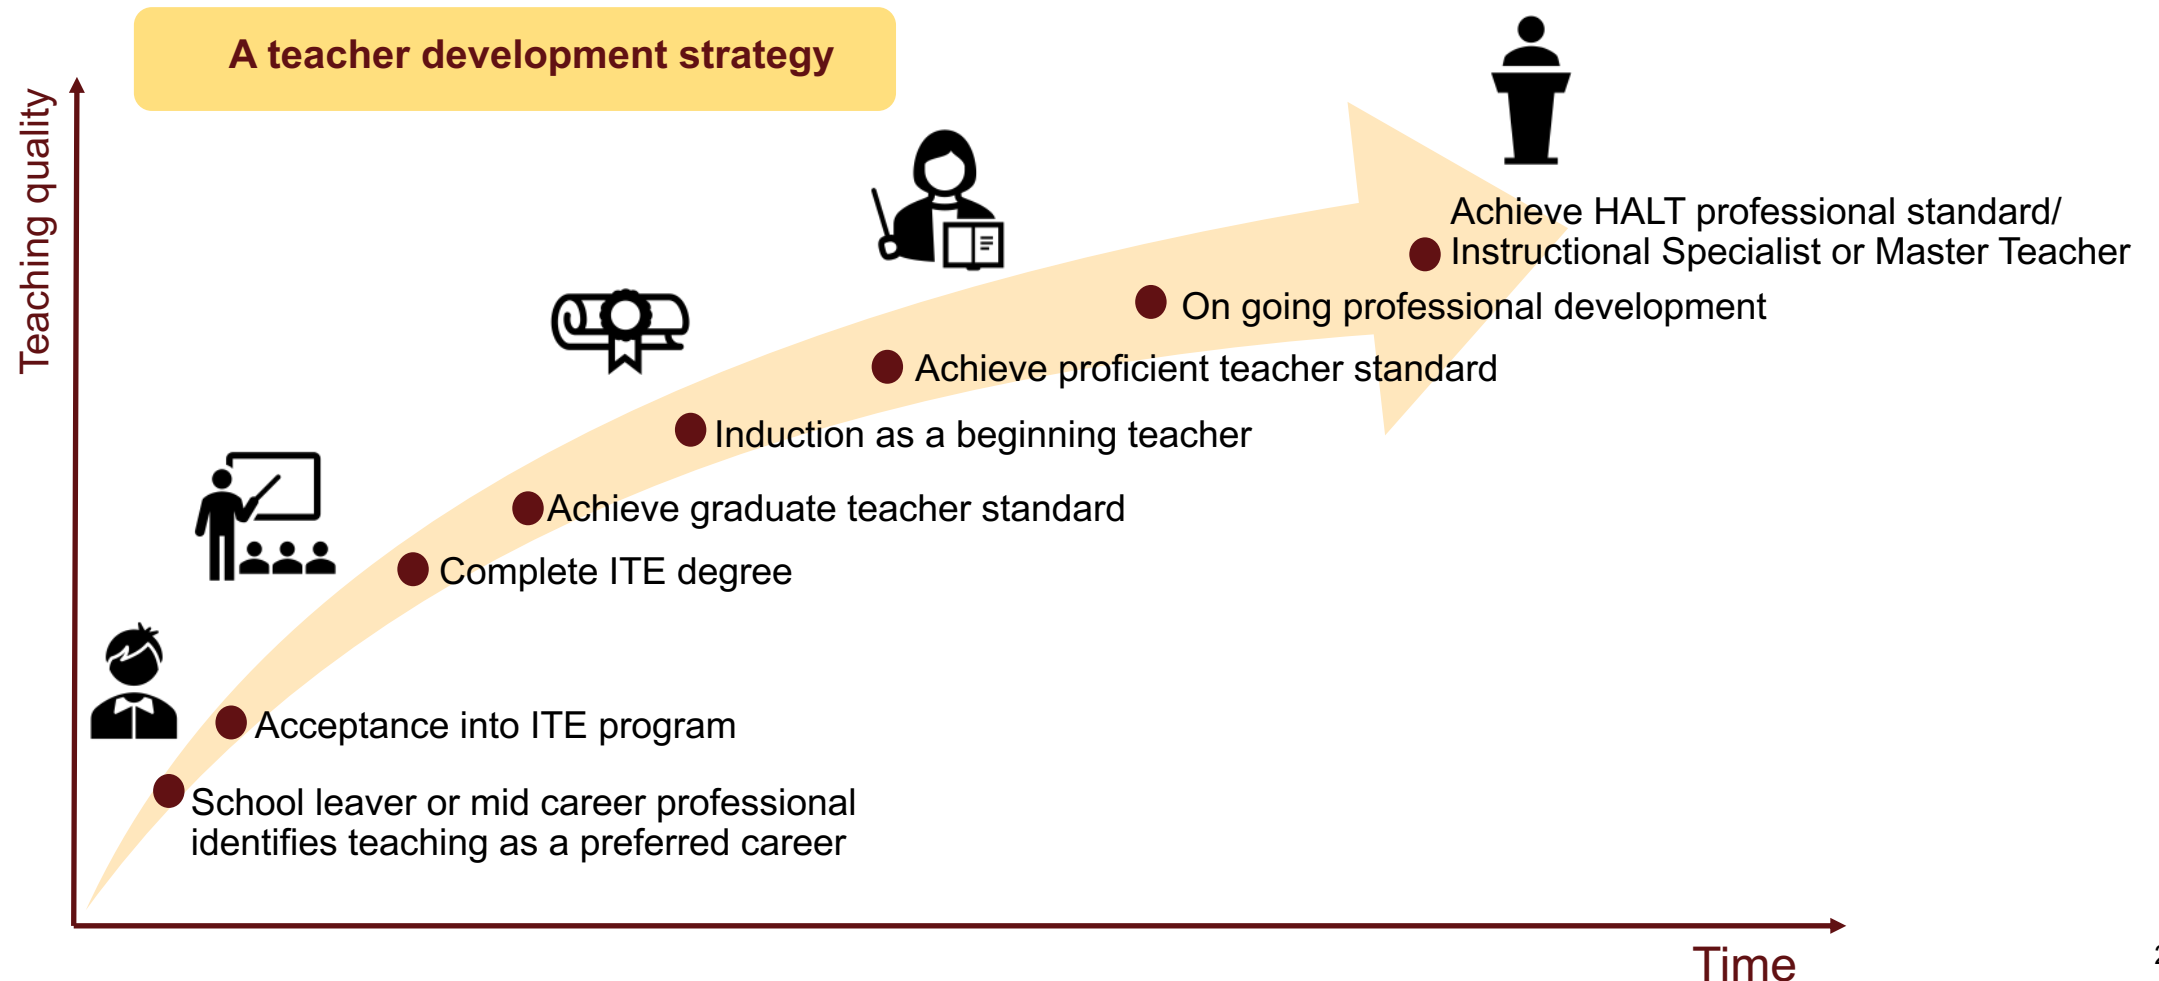 A teacher development strategy
Teaching quality
Achieve HALT professional standard/
Instructional Specialist or Master Teacher
On going professional development
Achieve proficient teacher standard
Induction as a beginning teacher
Achieve graduate teacher standard
Complete ITE degree
Acceptance into ITE program
School leaver or mid career professional
identifies teaching as a preferred career
Time